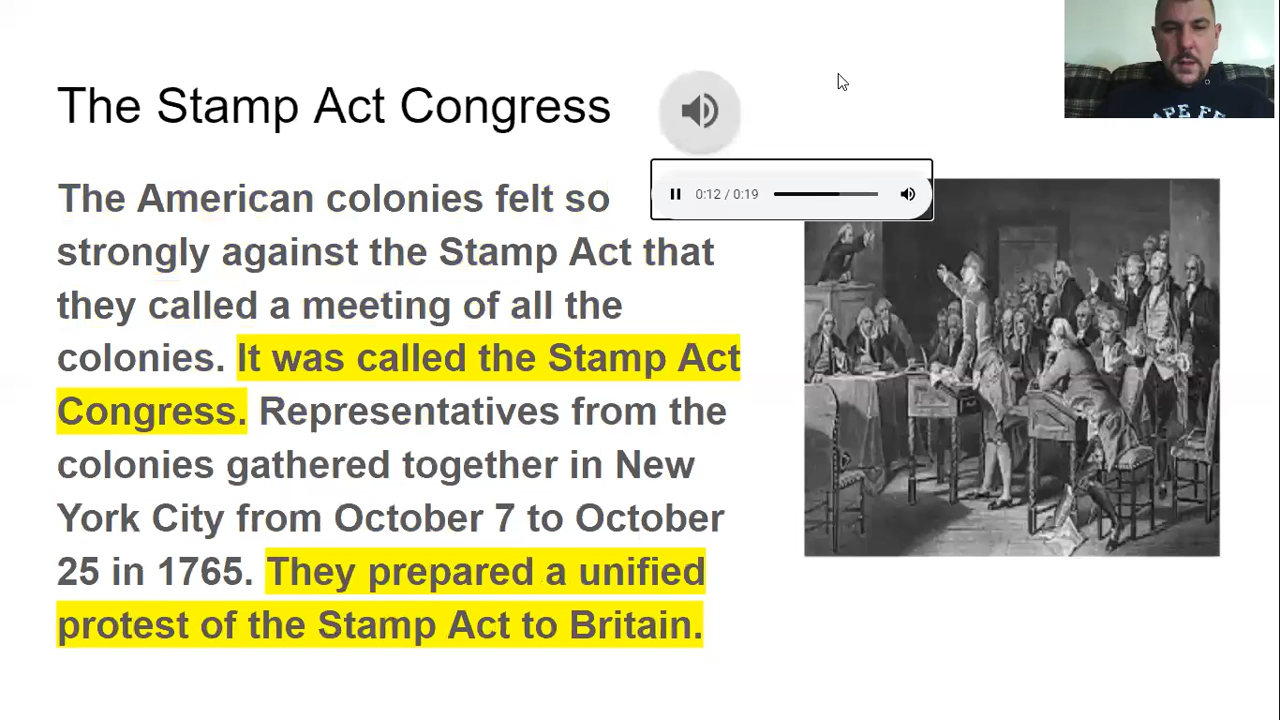 The Stamp Act Congress
0:12 / 0:19
The American colonies felt so
strongly against the Stamp Act that
they called a meeting of all the
colonies. It was called the Stamp Act
Congress. Representatives from the
colonies gathered together in New
York City from October 7 to October
25 in 1765. They prepared a unified
protest of the Stamp Act to Britain.